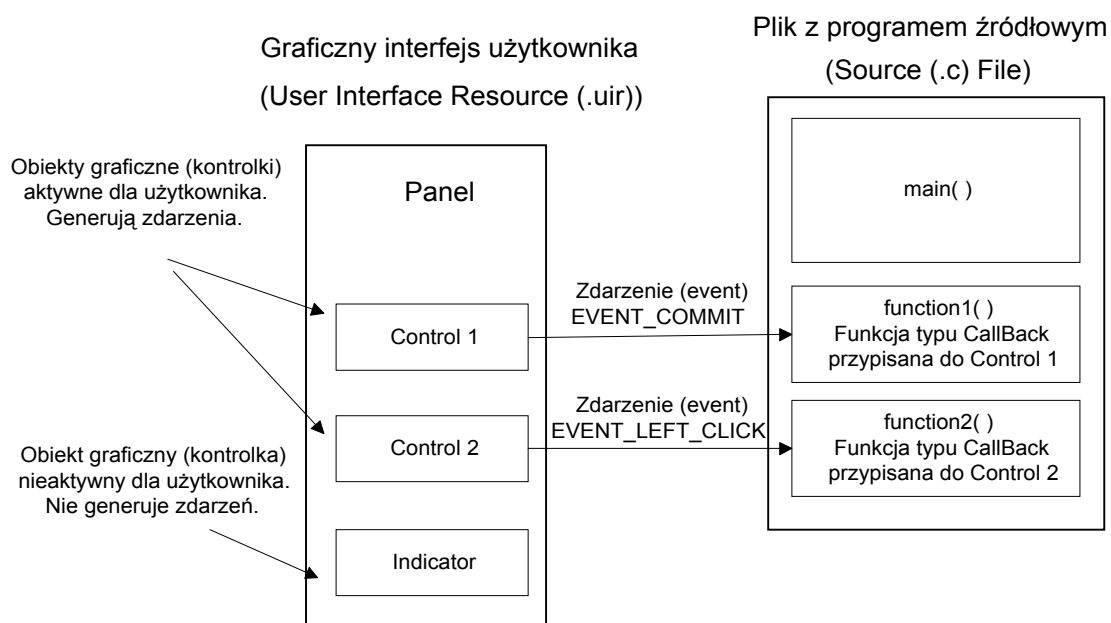 Graficzny interfejs użytkownika
(User Interface Resource (.uir))
Plik z programem źródłowym
(Source (.c) File)
Obiekty graficzne (kontrolki)
aktywne dla użytkownika.
Generują zdarzenia.
Panel
main( )
Control 1
Zdarzenie (event)
EVENT_COMMIT
function1( )
Funkcja typu CallBack
przypisana do Control 1
Control 2
Zdarzenie (event)
EVENT_LEFT_CLICK
function2( )
Funkcja typu CallBack
przypisana do Control 2
Obiekt graficzny (kontrolka)
nieaktywny dla użytkownika.
Nie generuje zdarzeń.
Indicator